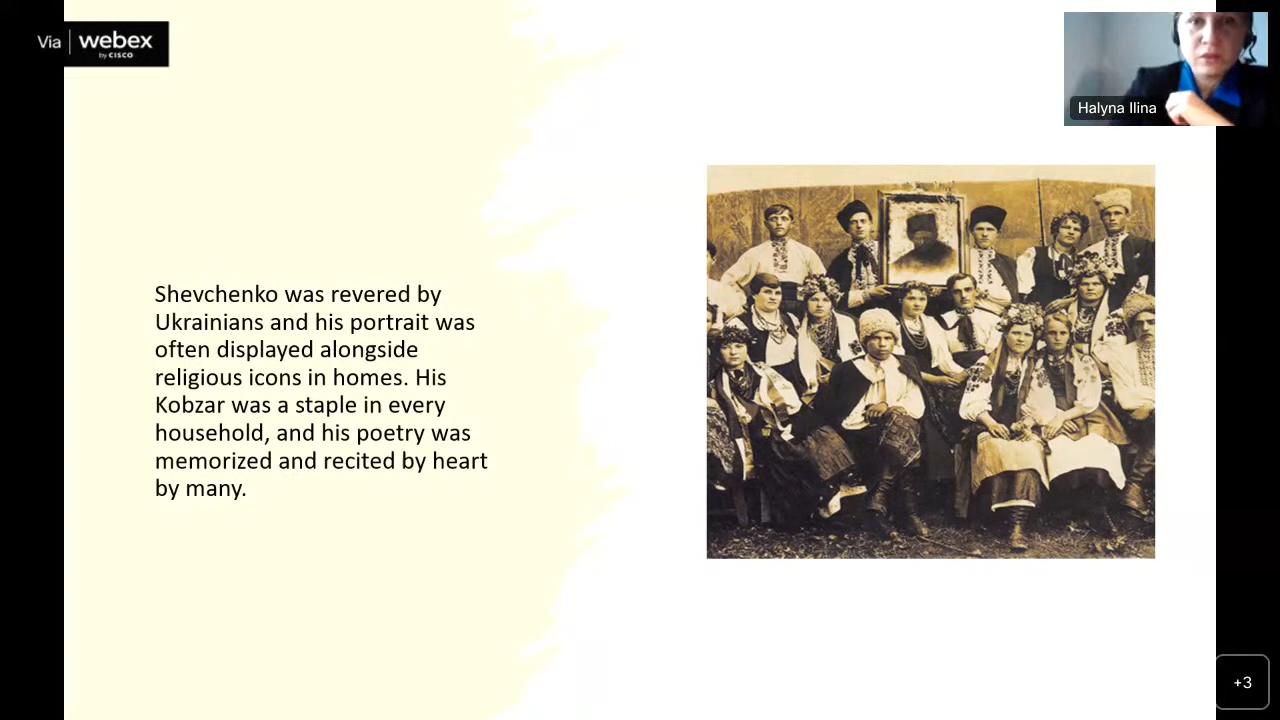 Via webex
by CISCO
Halyna Ilina
Shevchenko was revered by
Ukrainians and his portrait was
often displayed alongside
religious icons in homes. His
Kobzar was a staple in every
household, and his poetry was
memorized and recited by heart
by many.
+3